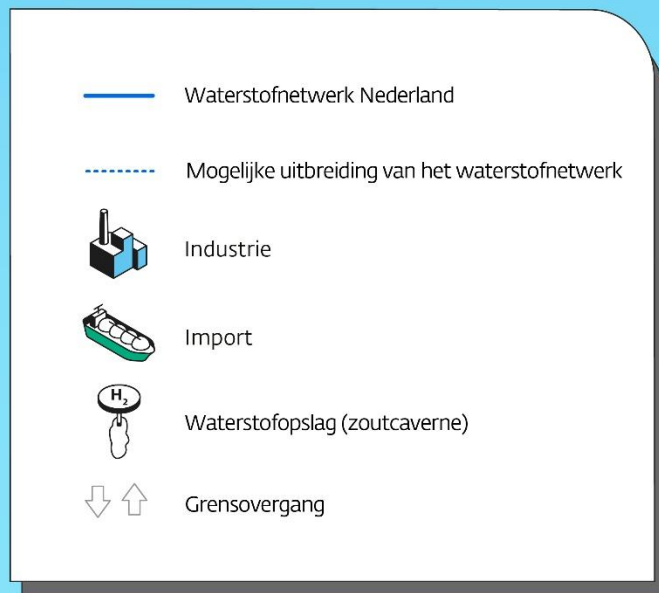 Waterstofnetwerk Nederland
Mogelijke uitbreiding van het waterstofnetwerk
Industrie
Import
H₂
Waterstofopslag (zoutcaverne)
Grensovergang